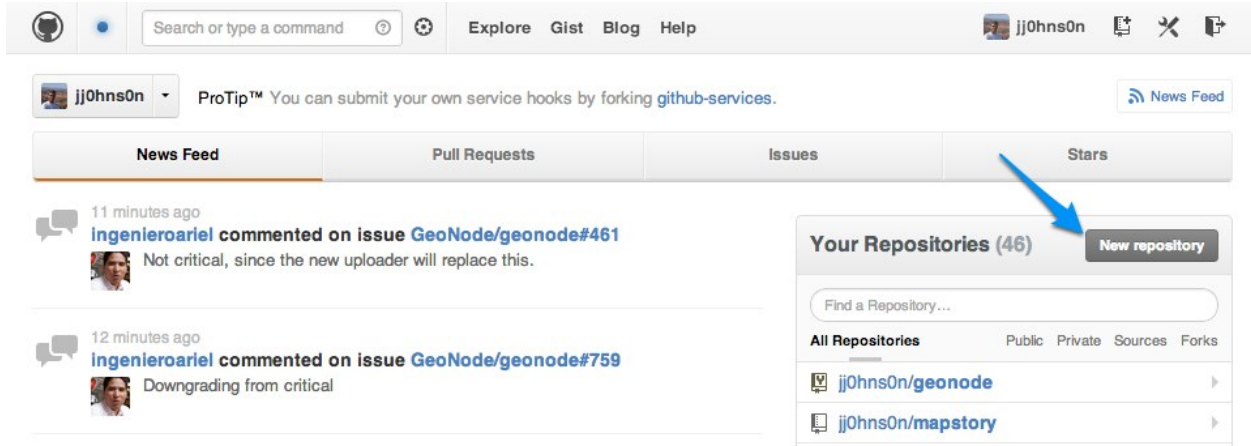 Search or type a command
Explore Gist Blog Help
jj0hns0n
jj0hns0n
ProTip™ You can submit your own service hooks by forking github-services.
News Feed
News Feed Pull Requests Issues Stars
11 minutes ago
ingenieroariel commented on issue GeoNode/geonode#461
Not critical, since the new uploader will replace this.
12 minutes ago
ingenieroariel commented on issue GeoNode/geonode#759
Downgrading from critical
Your Repositories (46)
New repository
Find a Repository…
All Repositories Public Private Sources Forks
jj0hns0n/geonode
jj0hns0n/mapstory